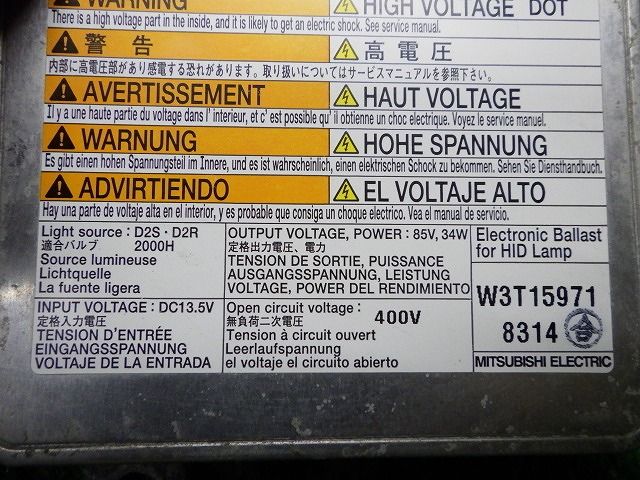 WARNING HIGH VOLTAGE DOT
There is a high voltage part in the inside, and it is likely to get an electric shock. See service manual.
警告 高電圧
内部に高電圧部があり感電する恐れがあります。取り扱いについてはサービスマニュアルを参照下さい。
AVERTISSEMENT HAUT VOLTAGE
Il y a une haute partie du voltage dans l'interieur, et c'est possible qu'il obtienne un choc electrique. Voyez le service manuel.
WARNUNG HOHE SPANNUNG
Es gibt einen hohen Spannungsteil im Innere, und es ist wahrscheinlich, einen elektrischen Schock zu bekommen. Sehen Sie Diensthandbuch.
ADVIRTIENDO EL VOLTAJE ALTO
Hay una parte de voltaje alta en el interior, y es probable que consigua un choque electrico. Vea el manual de servicio.
Light source : D2S · D2R
適合バルブ 2000H
Source lumineuse
Lichtquelle
La fuente ligera
OUTPUT VOLTAGE, POWER : 85V, 34W
定格出力電圧、電力
TENSION DE SORTIE, PUISSANCE
AUSGANGSSPANNUNG, LEISTUNG
VOLTAGE, POWER DEL RENDIMIENTO
Electronic Ballast
for HID Lamp
INPUT VOLTAGE : DC13.5V
定格入力電圧
TENSION D'ENTRÉE
EINGANGSSPANNUNG
VOLTAJE DE LA ENTRADA
Open circuit voltage :
無負荷二次電圧 400V
Tension à circuit ouvert
Leerlaufspannung
el voltaje el circuito abierto
W3T15971
8314 合
MITSUBISHI ELECTRIC